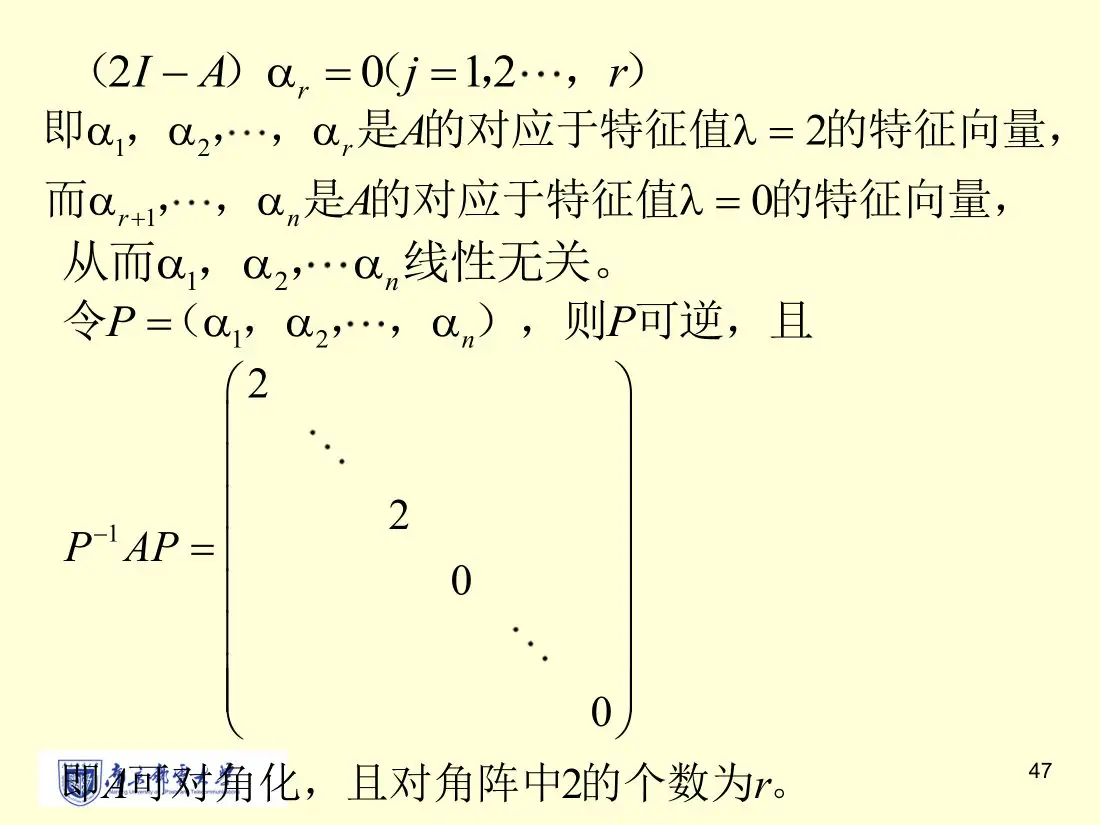 （2I − A）α_r = 0（j = 1,2⋯，r）
即α_1，α_2，⋯，α_r是A的对应于特征值λ = 2的特征向量，
而α_{r+1}，⋯，α_n是A的对应于特征值λ = 0的特征向量，
从而α_1，α_2，⋯α_n线性无关。
令P =（α_1，α_2，⋯，α_n），则P可逆，且
2
⋱
2
P^{−1}AP =
0
⋱
0
即A可对角化，且对角阵中2的个数为r。
47